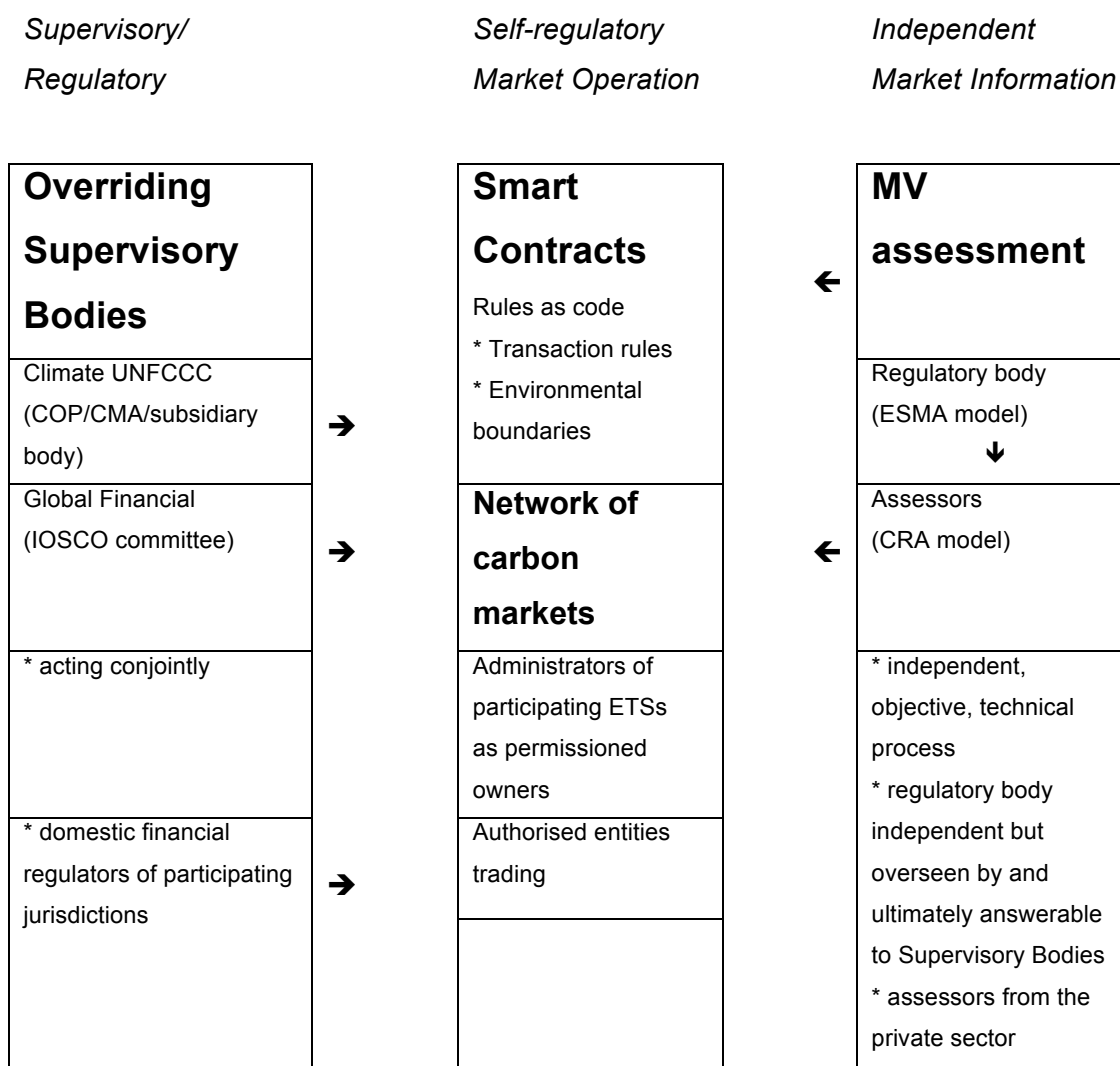 Supervisory/
Regulatory
Self-regulatory
Market Operation
Independent
Market Information
Overriding
Supervisory
Bodies
Climate UNFCCC
(COP/CMA/subsidiary
body)
Global Financial
(IOSCO committee)
* acting conjointly
* domestic financial
regulators of participating
jurisdictions
➔
➔
➔
Smart
Contracts
Rules as code
* Transaction rules
* Environmental
boundaries
Network of
carbon
markets
Administrators of
participating ETSs
as permissioned
owners
Authorised entities
trading
🡸
🡸
MV
assessment
Regulatory body
(ESMA model)
🡻
Assessors
(CRA model)
* independent,
objective, technical
process
* regulatory body
independent but
overseen by and
ultimately answerable
to Supervisory Bodies
* assessors from the
private sector